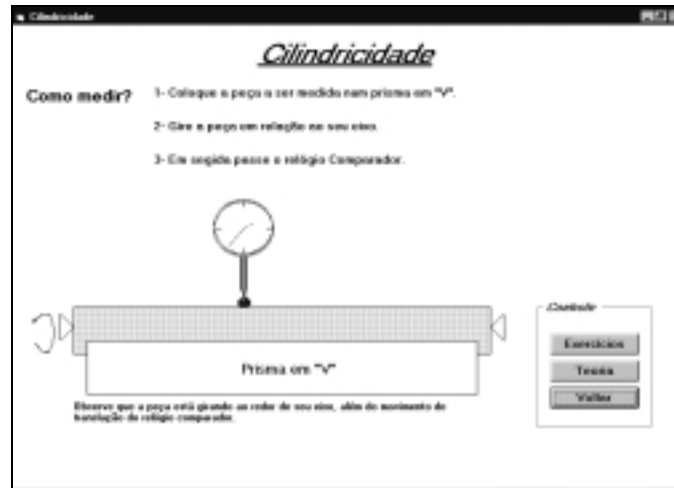 Cilindricidade
Cilindricidade
Como medir?
1- Coloque a peça a ser medida num prisma em "V".
2- Gire a peça em relação ao seu eixo.
3- Em segida passe o relógio Comparador.
Prisma em "V"
Observe que a peça está girando ao redor do seu eixo, além do movimento de
translação do relógio comparador.
Controle
Exercícios
Teoria
Voltar